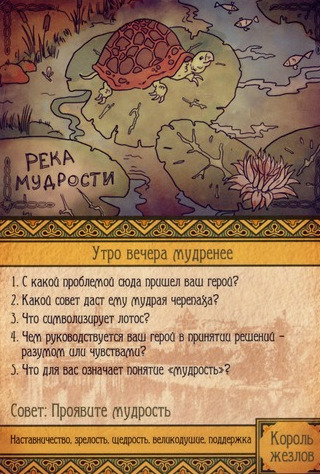 РЕКА
МУДРОСТИ
Утро вечера мудренее
1. С какой проблемой сюда пришел ваш герой?
2. Какой совет даст ему мудрая черепаха?
3. Что символизирует лотос?
4. Чем руководствуется ваш герой в принятии решений –
разумом или чувствами?
5. Что для вас означает понятие «мудрость»?
Совет: Проявите мудрость
Наставничество, зрелость, щедрость, великодушие, поддержка
Король
жезлов